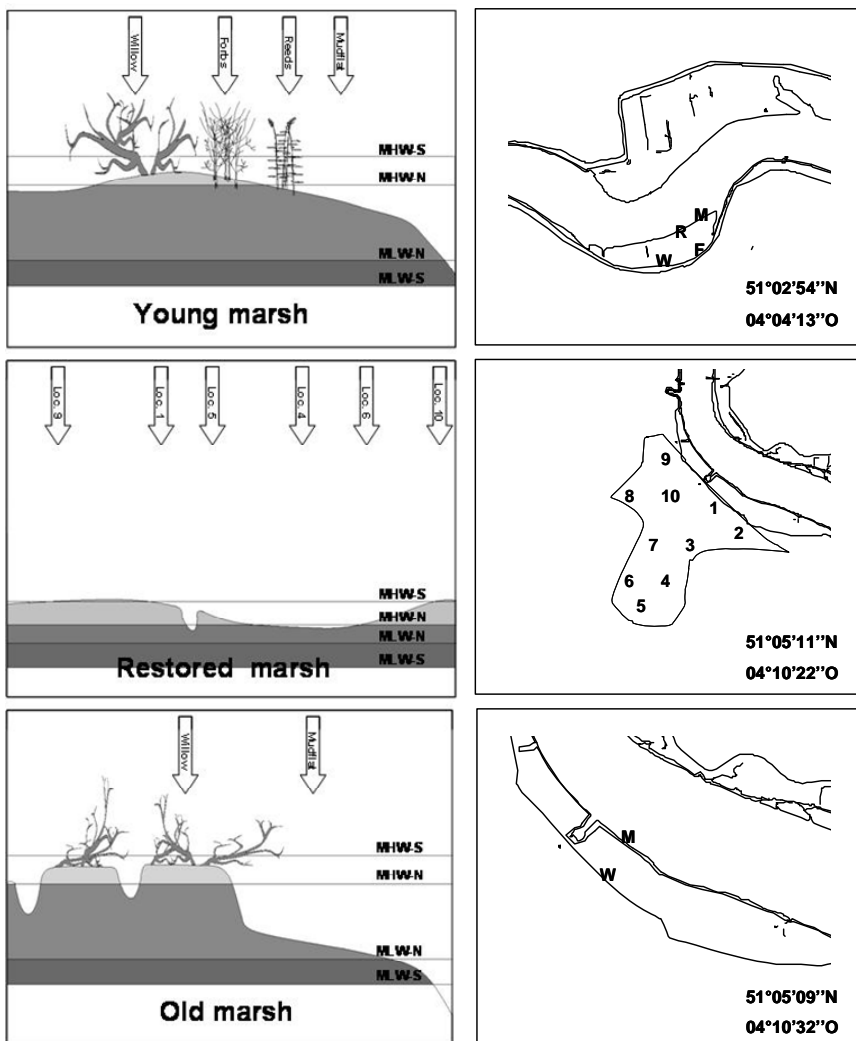 Willow
Forbs
Reeds
Mudflat
MHW-S
MHW-N
MLW-N
MLW-S
Young marsh
M
R
F
W
51°02'54''N
04°04'13''O
Loc. 9
Loc. 1
Loc. 5
Loc. 4
Loc. 6
Loc. 10
MHW-S
MHW-N
MLW-N
MLW-S
Restored marsh
9
8
10
1
2
7
3
6
4
5
51°05'11''N
04°10'22''O
Willow
Mudflat
MHW-S
MHW-N
MLW-N
MLW-S
Old marsh
M
W
51°05'09''N
04°10'32''O